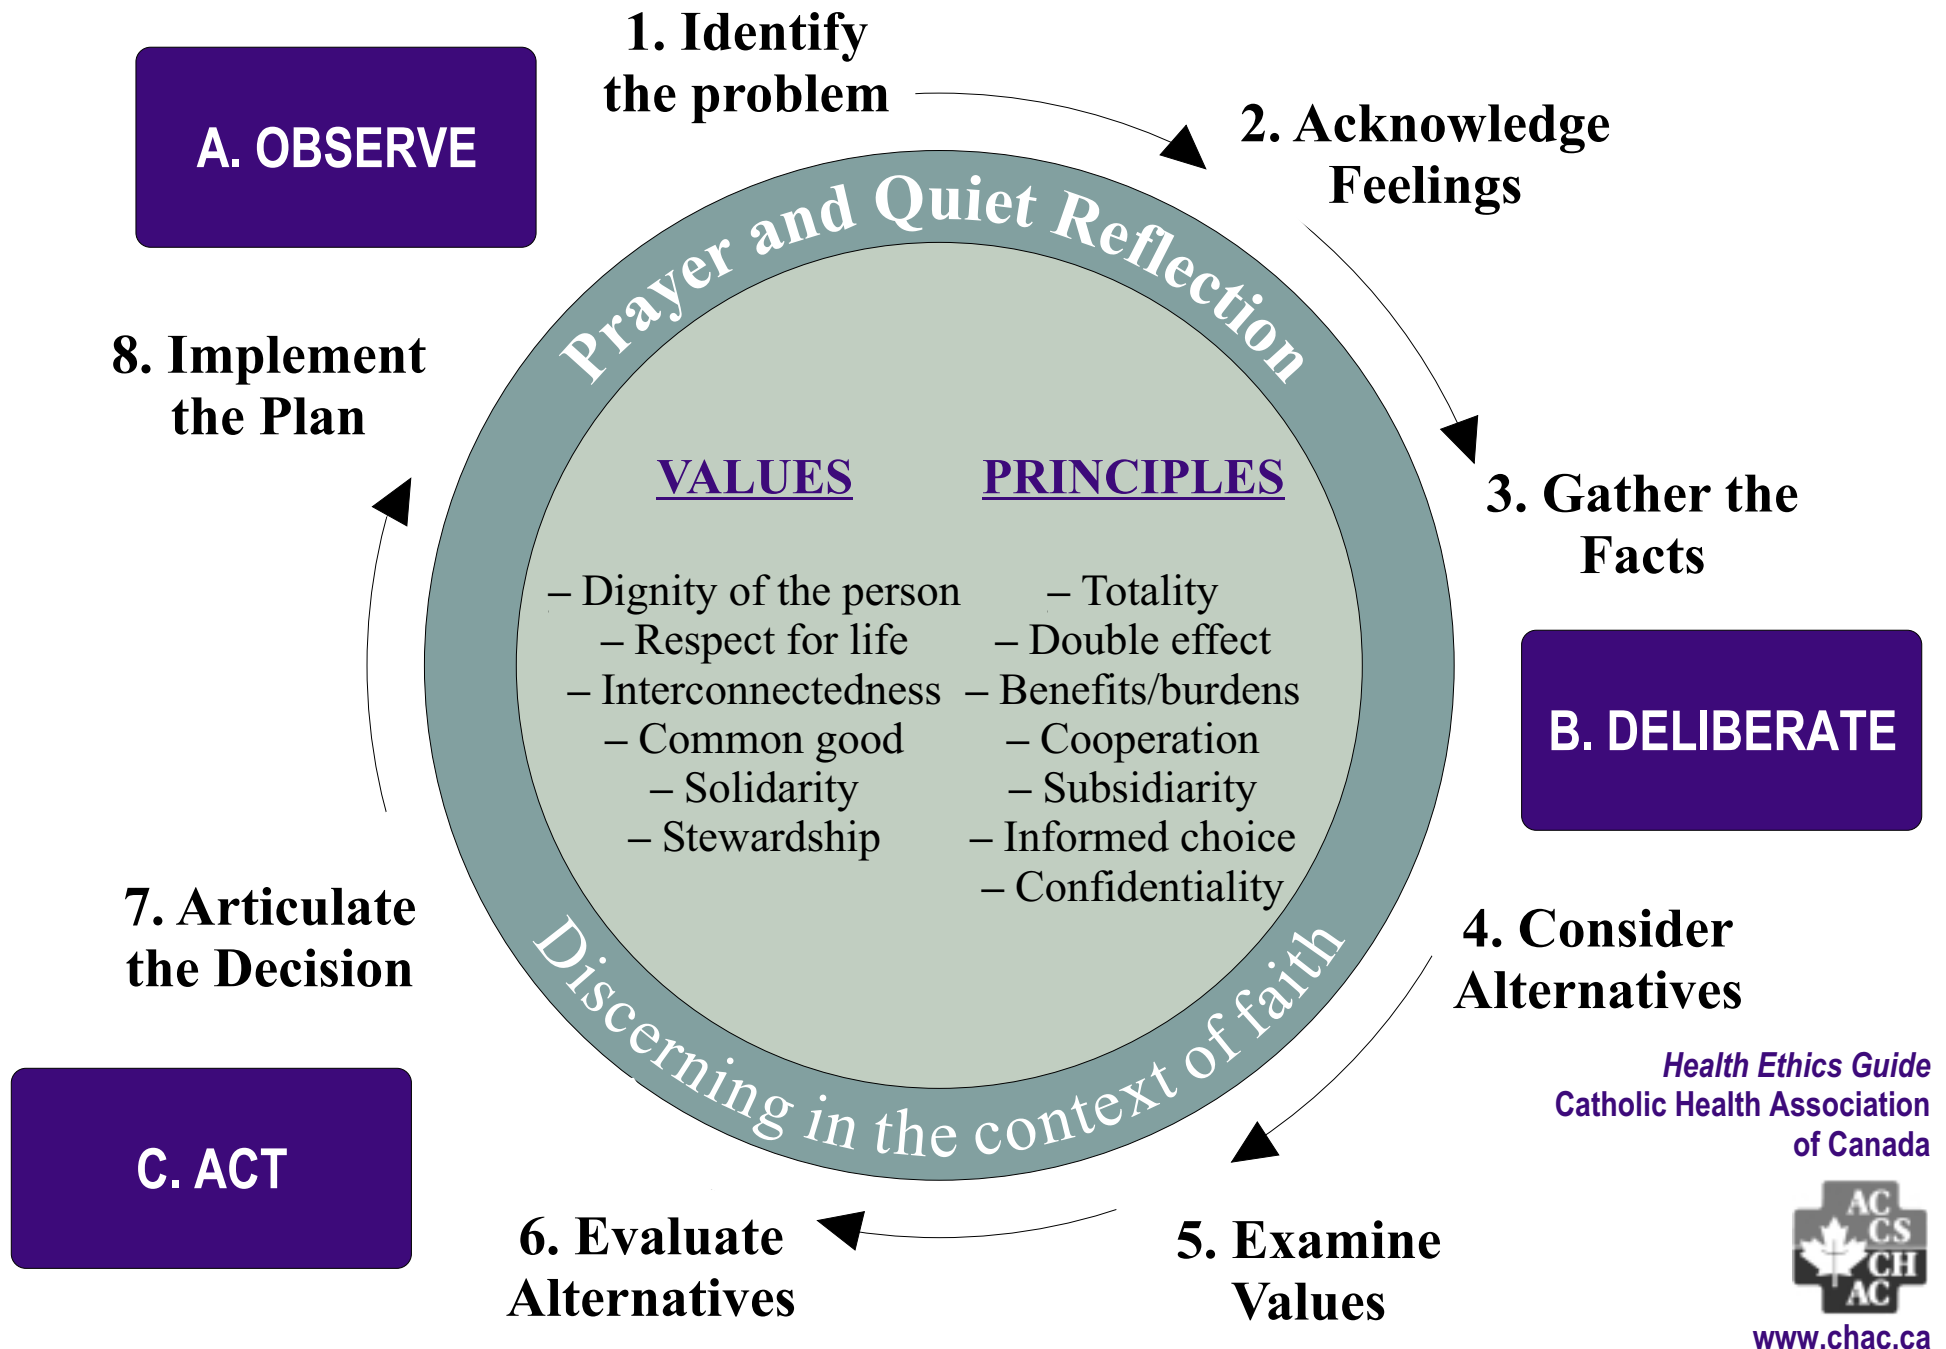 1. Identify
the problem
A. OBSERVE
2. Acknowledge
Feelings
Prayer and Quiet Reflection
8. Implement
the Plan
VALUES
– Dignity of the person
– Respect for life
– Interconnectedness
– Common good
– Solidarity
– Stewardship
PRINCIPLES
– Totality
– Double effect
– Benefits/burdens
– Cooperation
– Subsidiarity
– Informed choice
– Confidentiality
3. Gather the
Facts
B. DELIBERATE
7. Articulate
the Decision
4. Consider
Alternatives
Discerning in the context of faith
C. ACT
6. Evaluate
Alternatives
5. Examine
Values
Health Ethics Guide
Catholic Health Association
of Canada
AC
CS
CH
AC
www.chac.ca